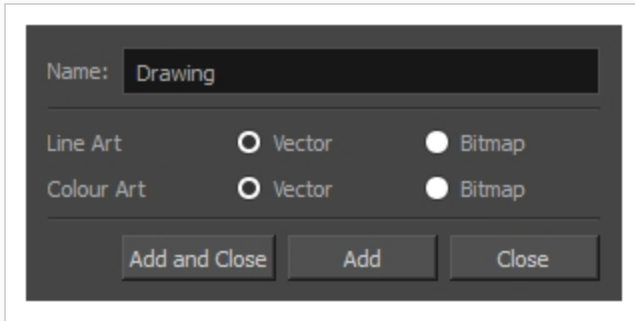 Name: Drawing
Line Art Vector Bitmap
Colour Art Vector Bitmap
Add and Close Add Close